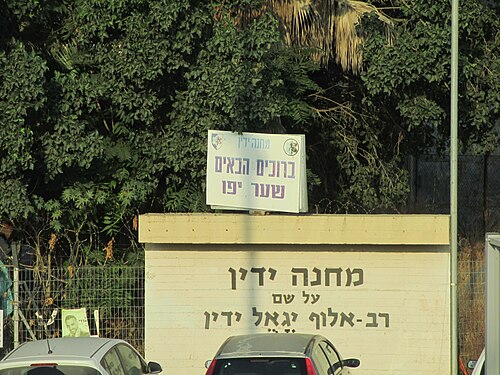 מחנה ידין
ברוכים הבאים
שער יפו
מחנה ידין
על שם
רב-אלוף יגאל ידין
ז"ל